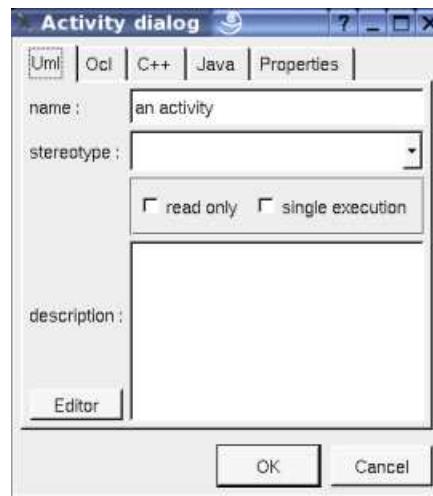 Activity dialog ? _ X
Uml Ocl C++ Java Properties
name : an activity
stereotype :
read only single execution
description :
Editor
OK Cancel